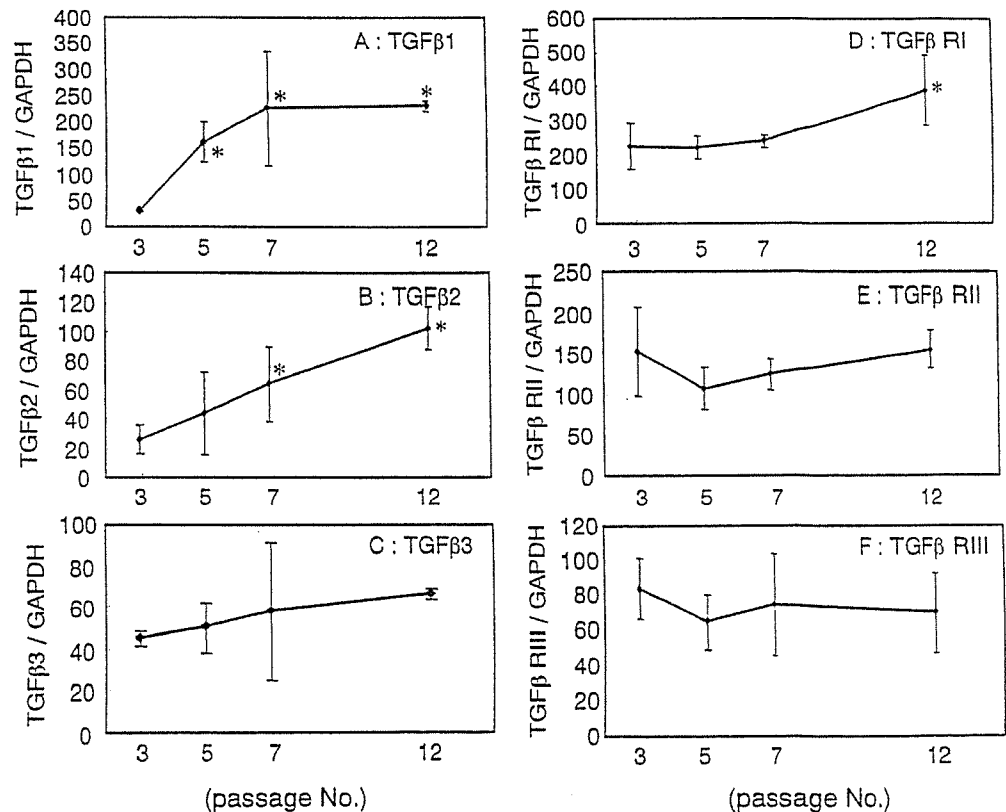 A : TGFβ1
TGFβ1 / GAPDH
400
350
300
250
200
150
100
50
0
*
*
*
3 5 7 12
B : TGFβ2
TGFβ2 / GAPDH
140
120
100
80
60
40
20
0
*
*
3 5 7 12
C : TGFβ3
TGFβ3 / GAPDH
100
80
60
40
20
0
3 5 7 12
(passage No.)
D : TGFβ RI
TGFβ RI / GAPDH
600
500
400
300
200
100
0
*
3 5 7 12
E : TGFβ RII
TGFβ RII / GAPDH
250
200
150
100
50
0
3 5 7 12
F : TGFβ RIII
TGFβ RIII / GAPDH
120
100
80
60
40
20
0
3 5 7 12
(passage No.)